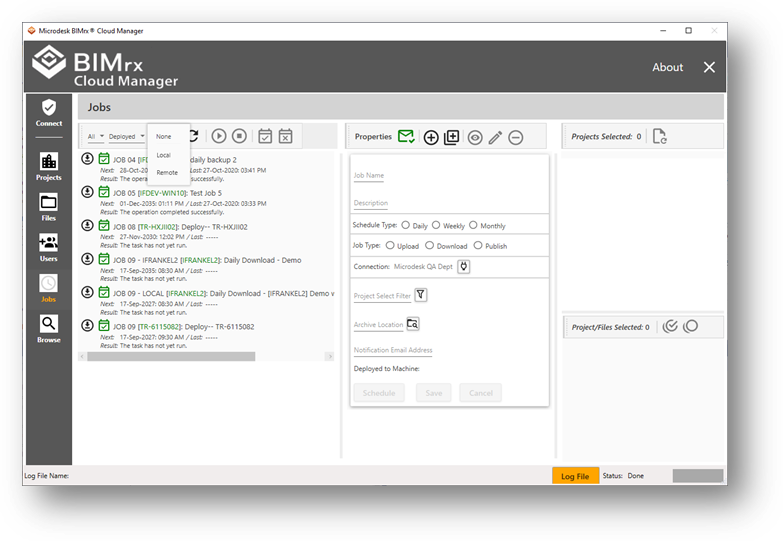 Microdesk BIMrx® Cloud Manager
BIMrx
Cloud Manager
About
Jobs
Connect
Projects
Files
Users
Jobs
Browse
All
Deployed
None
Local
Remote
JOB 04 [IFD daily backup 2
Next: 28-Oct-20 Last: 27-Oct-2020: 03:41 PM
Result: The opera successfully.
JOB 05 [IFDEV-WIN10]: Test Job 5
Next: 01-Dec-2035: 01:11 PM / Last: 27-Oct-2020: 03:33 PM
Result: The operation completed successfully.
JOB 08 [TR-HXJII02]: Deploy-- TR-HXJII02
Next: 27-Nov-2030: 12:02 PM / Last: -----
Result: The task has not yet run.
JOB 09 - IFRANKEL2 [IFRANKEL2]: Daily Download - Demo
Next: 17-Sep-2035: 08:30 AM / Last: -----
Result: The task has not yet run.
JOB 09 - LOCAL [IFRANKEL2]: Daily Download - [IFRANKEL2] Demo w
Next: 17-Sep-2027: 08:30 AM / Last: -----
Result: The task has not yet run.
JOB 09 [TR-6115082]: Deploy-- TR-6115082
Next: 17-Sep-2027: 09:30 AM / Last: -----
Result: The task has not yet run.
Properties
Job Name
Description
Schedule Type: Daily Weekly Monthly
Job Type: Upload Download Publish
Connection: Microdesk QA Dept
Project Select Filter
Archive Location
Notification Email Address
Deployed to Machine:
Schedule Save Cancel
Projects Selected: 0
Project/Files Selected: 0
Log File Name:
Log File
Status: Done